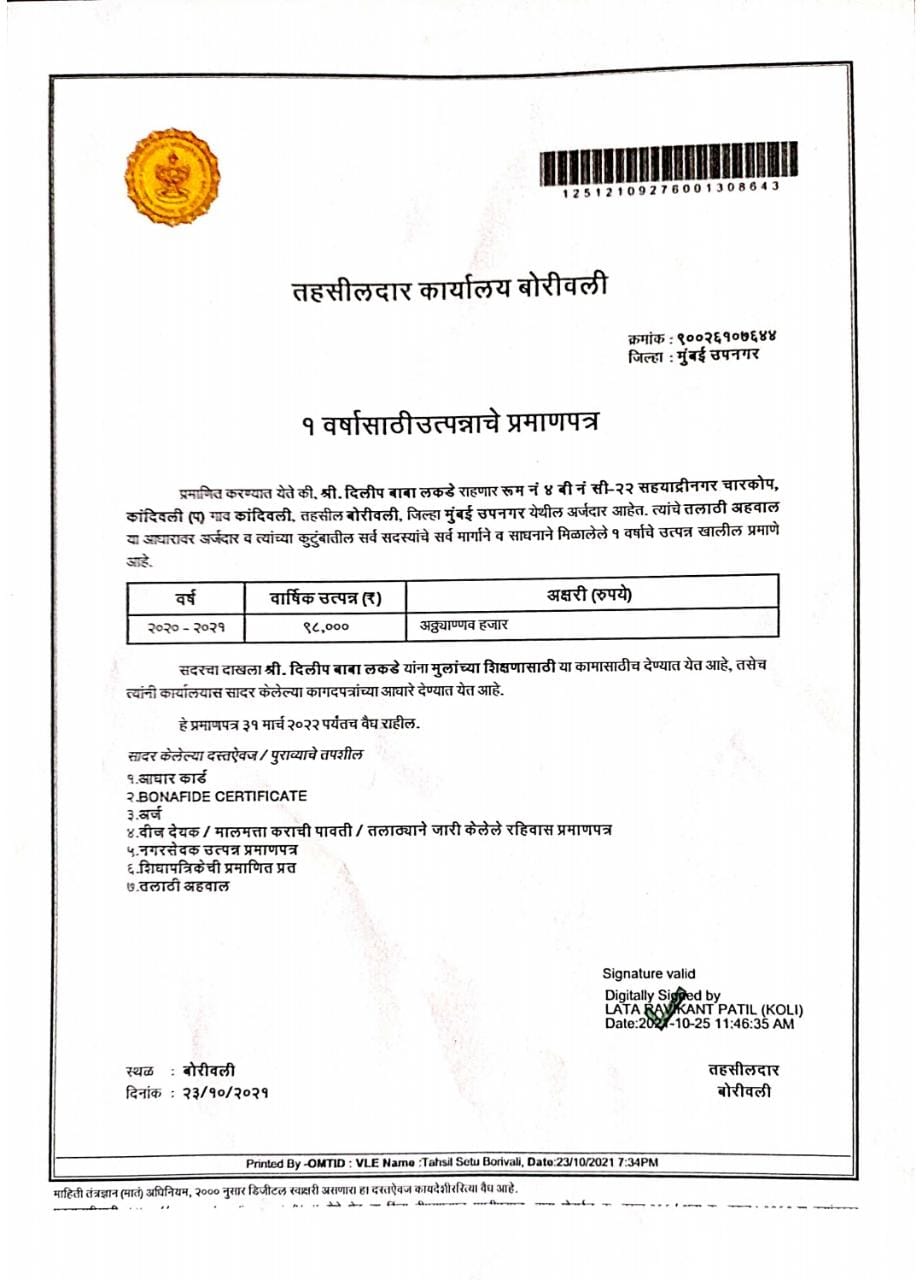 12512109276001308643
तहसीलदार कार्यालय बोरीवली
क्रमांक : ९००२६१०७६४४
जिल्हा : मुंबई उपनगर
१ वर्षासाठी उत्पन्नाचे प्रमाणपत्र
प्रमाणित करण्यात येते की, श्री. दिलीप बाबा लकडे राहणार रूम नं ४ बी नं सी-२२ सहयाद्रीनगर चारकोप,
कांदिवली (प) गाव कांदिवली, तहसील बोरीवली, जिल्हा मुंबई उपनगर येथील अर्जदार आहेत. त्यांचे तलाठी अहवाल
या आधारावर अर्जदार व त्यांच्या कुटुंबातील सर्व सदस्यांचे सर्व मार्गाने व साधनाने मिळालेले १ वर्षाचे उत्पन्न खालील प्रमाणे
आहे.
वर्ष वार्षिक उत्पन्न (₹) अक्षरी (रुपये)
२०२० - २०२१ ९८,००० अठ्ठ्याण्णव हजार
सदरचा दाखला श्री. दिलीप बाबा लकडे यांना मुलांच्या शिक्षणासाठी या कामासाठीच देण्यात येत आहे, तसेच
त्यांनी कार्यालयास सादर केलेल्या कागदपत्रांच्या आधारे देण्यात येत आहे.
हे प्रमाणपत्र ३१ मार्च २०२२ पर्यंतच वैध राहील.
सादर केलेल्या दस्तऐवज / पुराव्याचे तपशील
१.आधार कार्ड
२.BONAFIDE CERTIFICATE
३.अर्ज
४.वीज देयक / मालमत्ता कराची पावती / तलाठ्याने जारी केलेले रहिवास प्रमाणपत्र
५.नगरसेवक उत्पन्न प्रमाणपत्र
६.शिधापत्रिकेची प्रमाणित प्रत
७.तलाठी अहवाल
Signature valid
Digitally Signed by
LATA RAVIKANT PATIL (KOLI)
Date:2021-10-25 11:46:35 AM
स्थळ : बोरीवली
दिनांक : २३/१०/२०२१
तहसीलदार
बोरीवली
Printed By -OMTID : VLE Name :Tahsil Setu Borivali, Date:23/10/2021 7:34PM
माहिती तंत्रज्ञान (मातं) अधिनियम, २००० नुसार डिजीटल स्वाक्षरी असणारा हा दस्तऐवज कायदेशीररित्या वैध आहे.